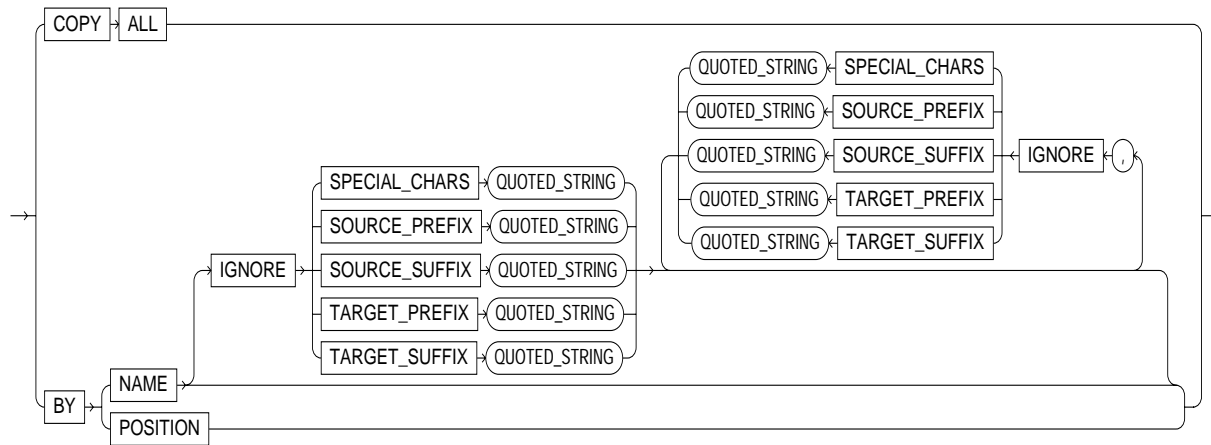 COPY ALL
QUOTED_STRING SPECIAL_CHARS
QUOTED_STRING SOURCE_PREFIX
QUOTED_STRING SOURCE_SUFFIX IGNORE ,
QUOTED_STRING TARGET_PREFIX
QUOTED_STRING TARGET_SUFFIX
SPECIAL_CHARS QUOTED_STRING
SOURCE_PREFIX QUOTED_STRING
IGNORE SOURCE_SUFFIX QUOTED_STRING
TARGET_PREFIX QUOTED_STRING
TARGET_SUFFIX QUOTED_STRING
NAME
BY
POSITION